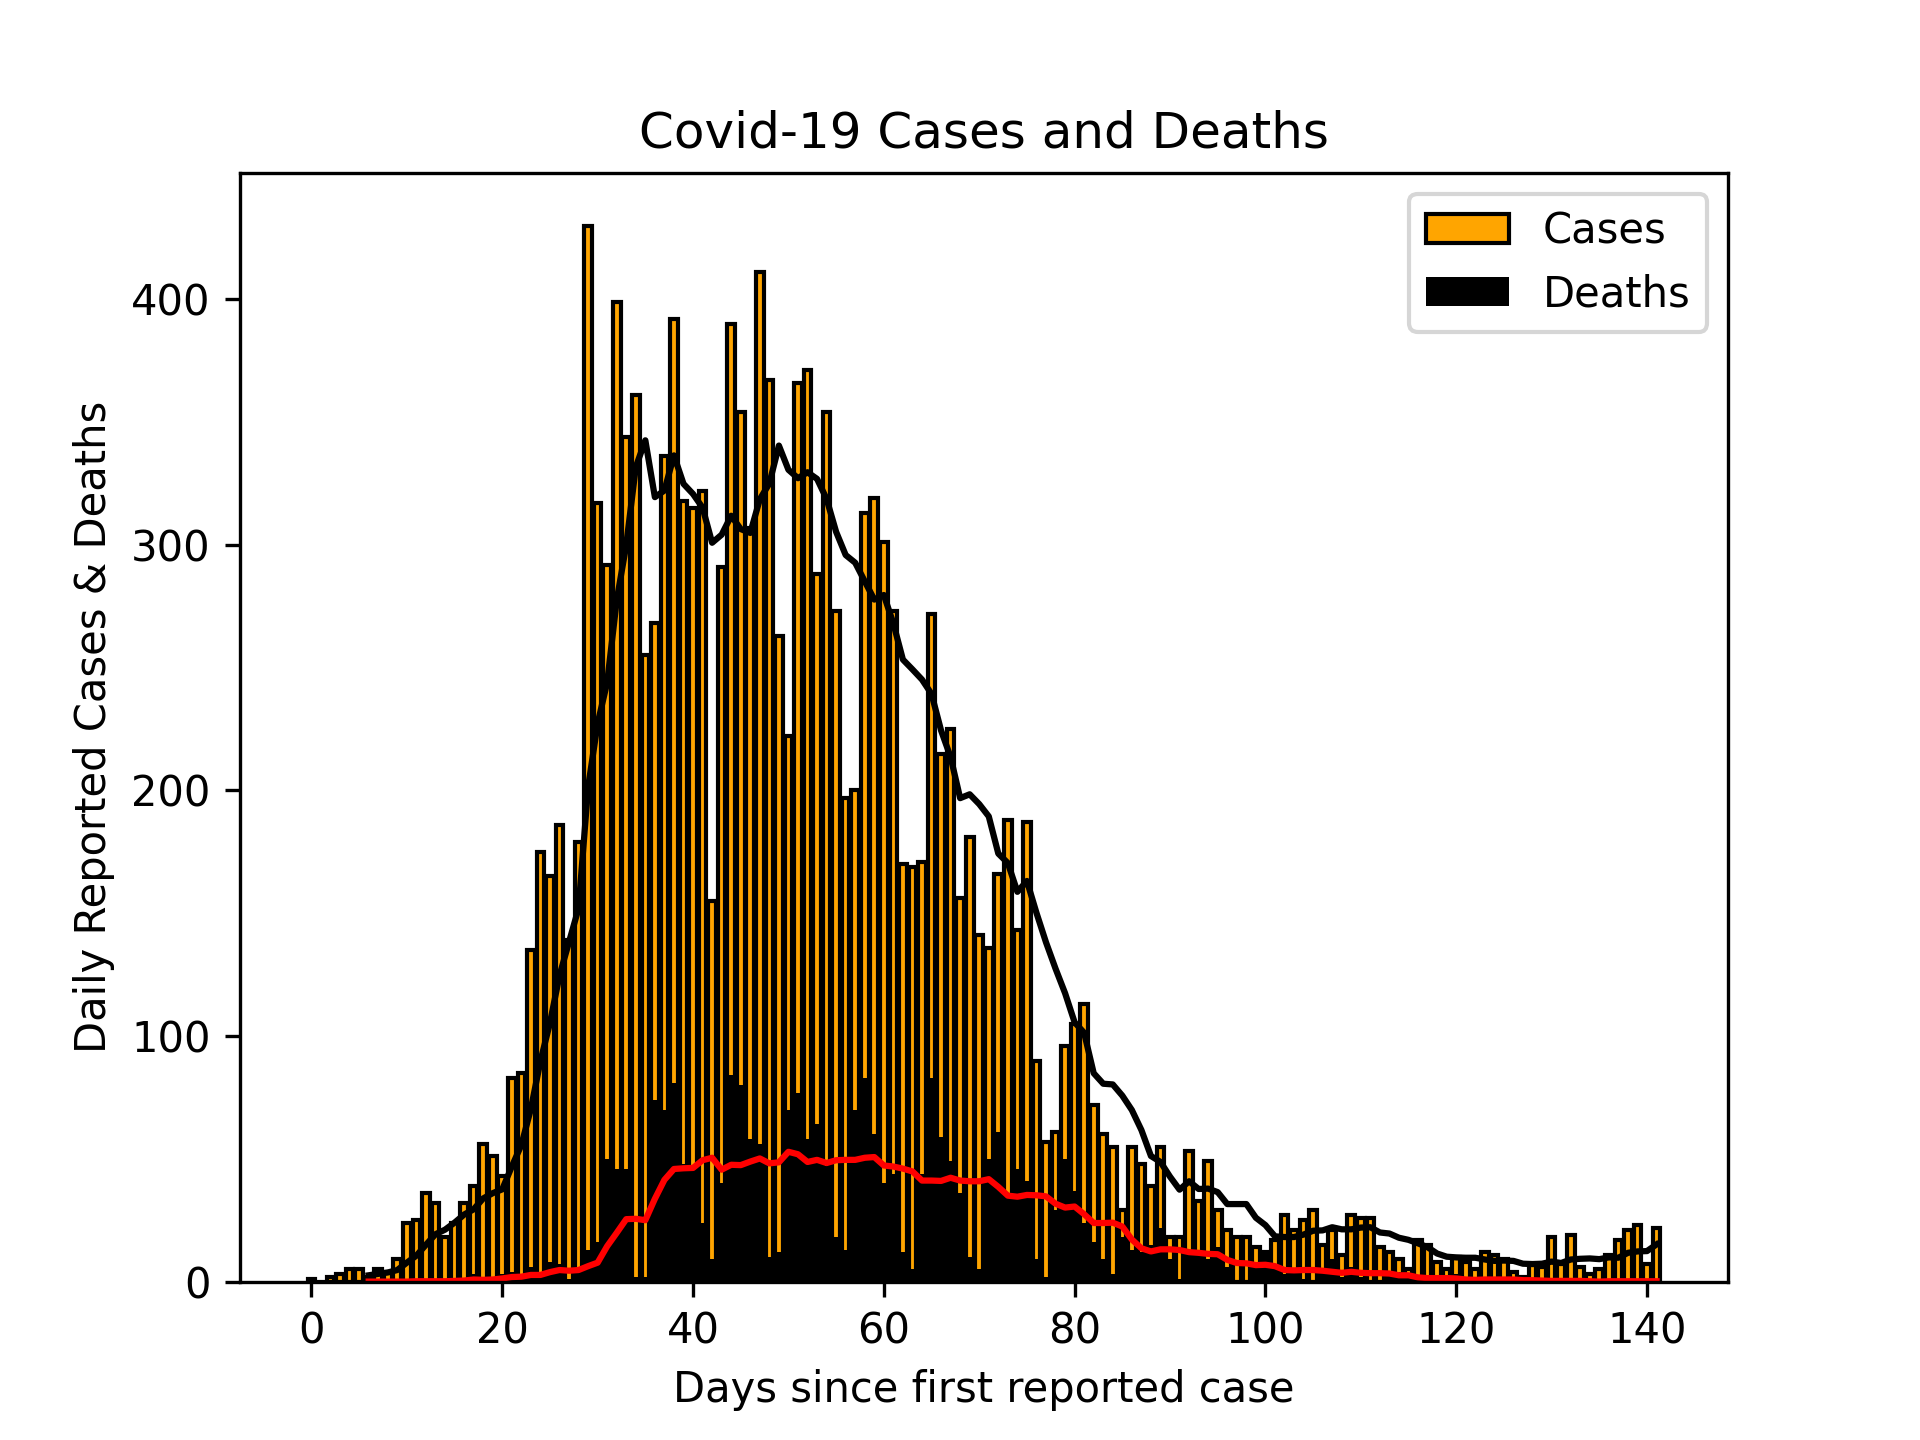 Covid-19 Cases and Deaths
Cases
Deaths
Daily Reported Cases & Deaths
400
300
200
100
0
0 20 40 60 80 100 120 140
Days since first reported case